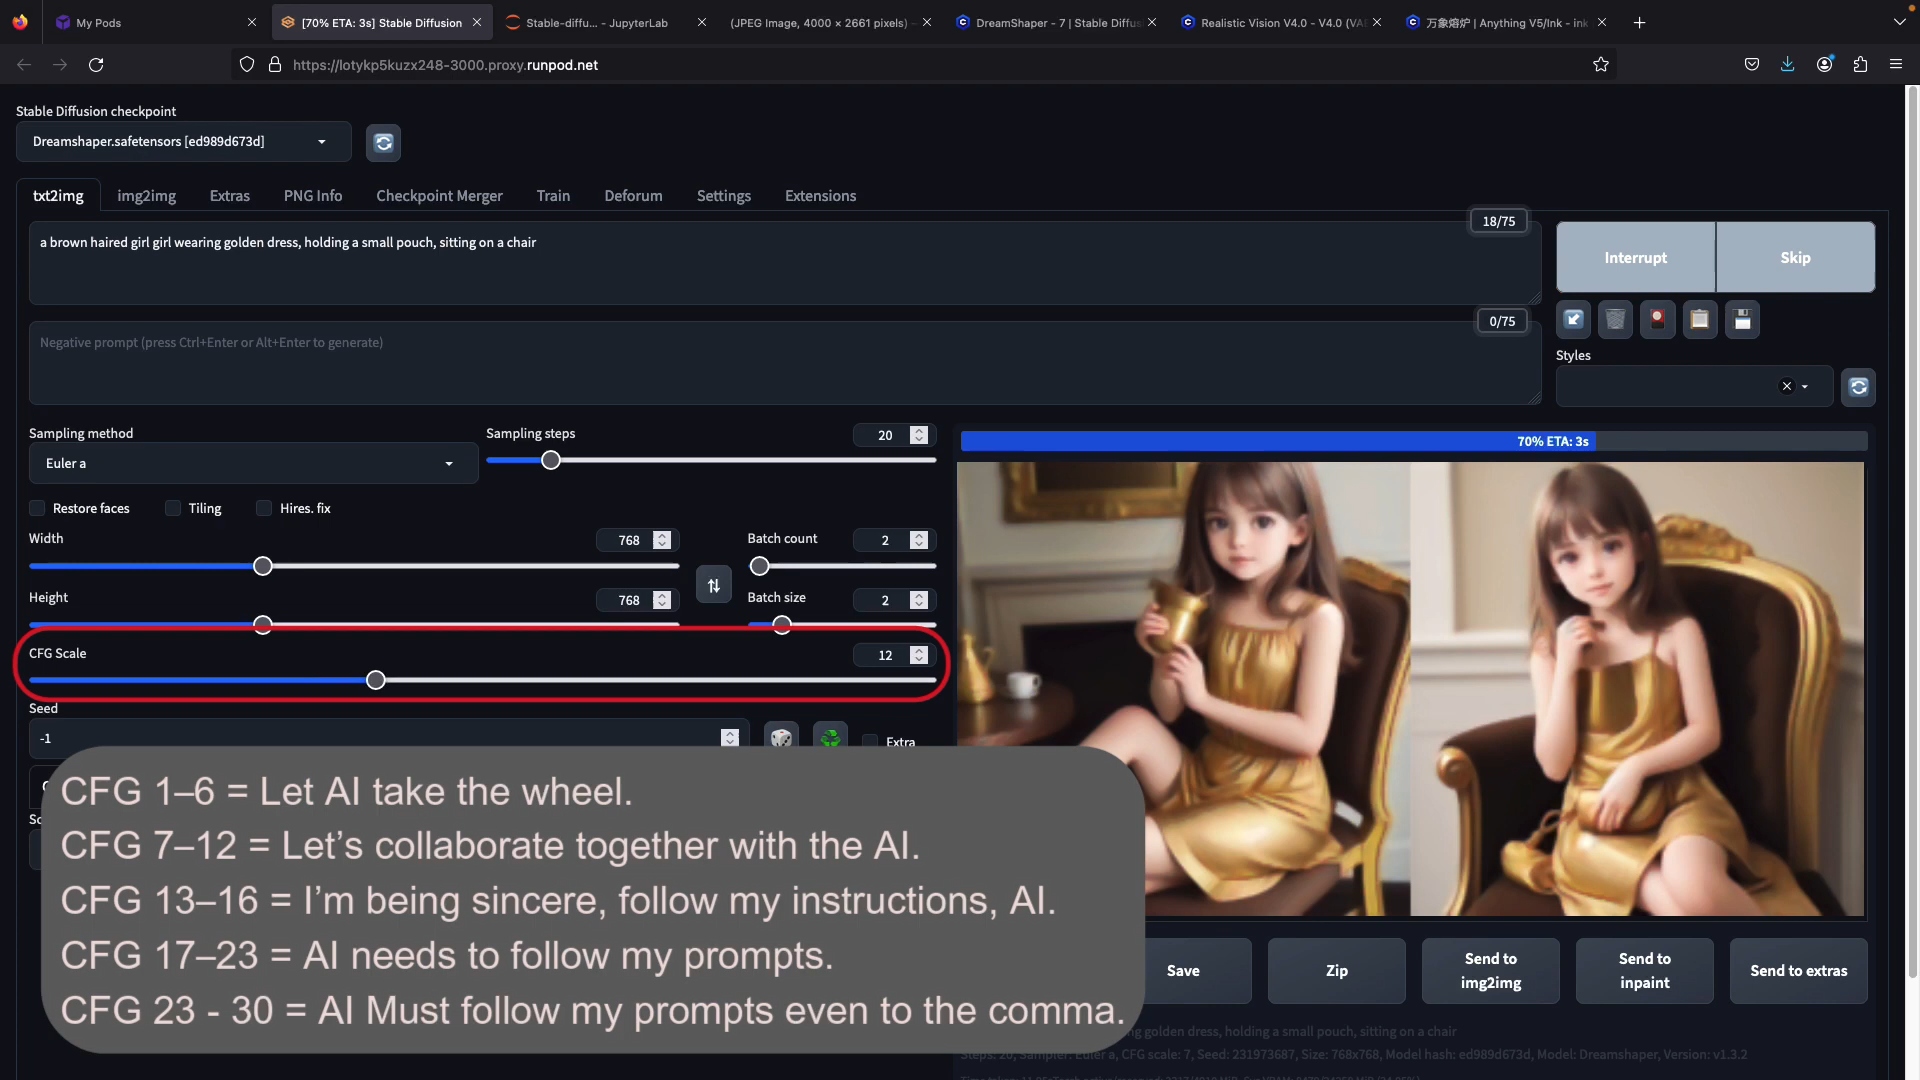 My Pods
[70% ETA: 3s] Stable Diffusion
Stable-diffu... - JupyterLab
(JPEG Image, 4000 × 2661 pixels) –
DreamShaper - 7 | Stable Diffus
Realistic Vision V4.0 - V4.0 (VA
万象熔炉 | Anything V5/Ink - ink
https://lotykp5kuzx248-3000.proxy.runpod.net
Stable Diffusion checkpoint
Dreamshaper.safetensors [ed989d673d]
txt2img
img2img
Extras
PNG Info
Checkpoint Merger
Train
Deforum
Settings
Extensions
18/75
a brown haired girl girl wearing golden dress, holding a small pouch, sitting on a chair
Interrupt
Skip
0/75
Negative prompt (press Ctrl+Enter or Alt+Enter to generate)
Styles
Sampling method
Sampling steps
20
Euler a
70% ETA: 3s
Restore faces
Tiling
Hires. fix
Width
768
Batch count
2
Height
768
Batch size
2
CFG Scale
12
Seed
-1
Extra
CFG 1–6 = Let AI take the wheel.
CFG 7–12 = Let’s collaborate together with the AI.
CFG 13–16 = I’m being sincere, follow my instructions, AI.
CFG 17–23 = AI needs to follow my prompts.
CFG 23 - 30 = AI Must follow my prompts even to the comma.
Save
Zip
Send to img2img
Send to inpaint
Send to extras
golden dress, holding a small pouch, sitting on a chair
Steps: 20, Sampler: Euler a, CFG scale: 7, Seed: 231973687, Size: 768x768, Model hash: ed989d673d, Model: Dreamshaper, Version: v1.3.2